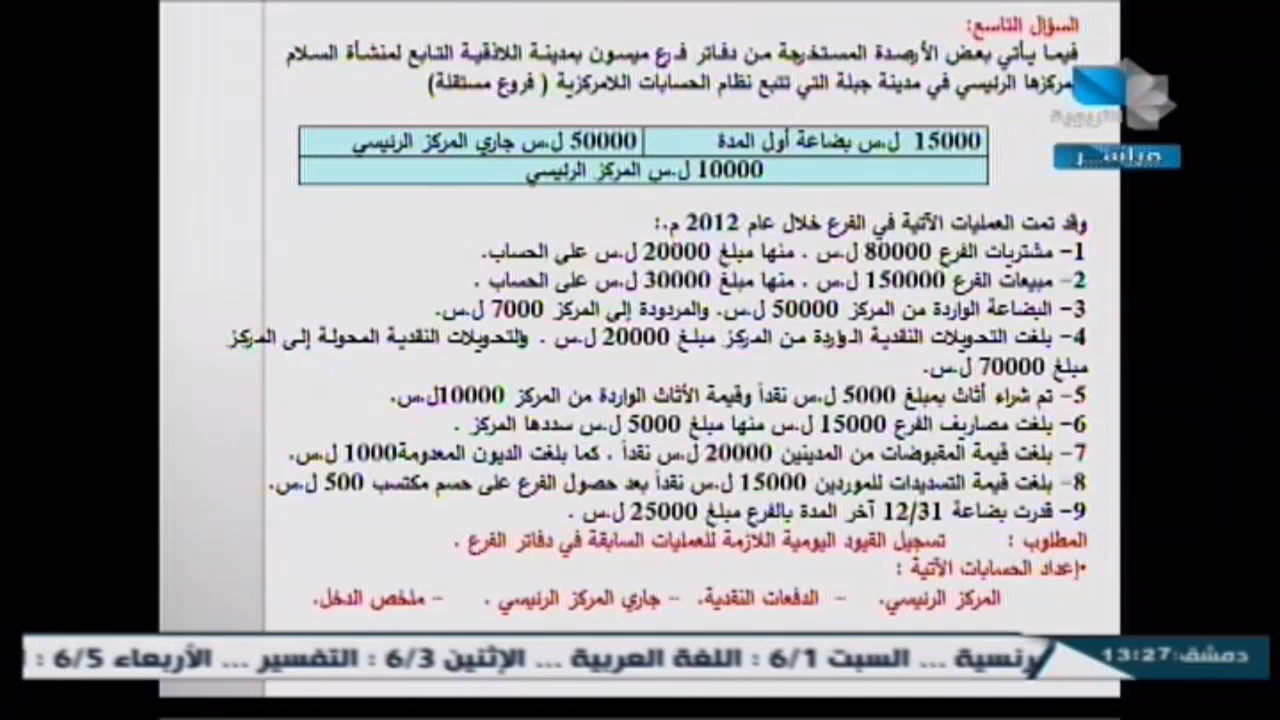 السؤال التاسع:
فيما يأتي بعض الأرصدة المستخرجة من دفاتر فرع ميسون بمدينة اللاذقية التابع لمنشأة السلام
مركزها الرئيسي في مدينة جبلة التي تتبع نظام الحسابات اللامركزية ( فروع مستقلة)
التربوية
مباشر
15000 ل.س بضاعة أول المدة
50000 ل.س جاري المركز الرئيسي
10000 ل.س المركز الرئيسي
وقد تمت العمليات الآتية في الفرع خلال عام 2012 م.:
1- مشتريات الفرع 80000 ل.س . منها مبلغ 20000 ل.س على الحساب.
2- مبيعات الفرع 150000 ل.س . منها مبلغ 30000 ل.س على الحساب .
3- البضاعة الواردة من المركز 50000 ل.س. والمردودة إلى المركز 7000 ل.س.
4- بلغت التحويلات النقدية الواردة من المركز مبلغ 20000 ل.س . والتحويلات النقدية المحولة إلى المركز
مبلغ 70000 ل.س.
5- تم شراء أثاث بمبلغ 5000 ل.س نقداً وقيمة الأثاث الواردة من المركز 10000ل.س.
6- بلغت مصاريف الفرع 15000 ل.س منها مبلغ 5000 ل.س سددها المركز .
7- بلغت قيمة المقبوضات من المدينين 20000 ل.س نقداً . كما بلغت الديون المعدومة1000 ل.س.
8- بلغت قيمة التسديدات للموردين 15000 ل.س نقداً بعد حصول الفرع على حسم مكتسب 500 ل.س.
9- قدرت بضاعة 12/31 آخر المدة بالفرع مبلغ 25000 ل.س .
المطلوب : تسجيل القيود اليومية اللازمة للعمليات السابقة في دفاتر الفرع .
•إعداد الحسابات الآتية :
المركز الرئيسي. - الدفعات النقدية. - جاري المركز الرئيسي . - ملخص الدخل.
دمشق:13:27
رنسية ... السبت 6/1 : اللغة العربية ... الإثنين 6/3 : التفسير ... الأربعاء 6/5 :